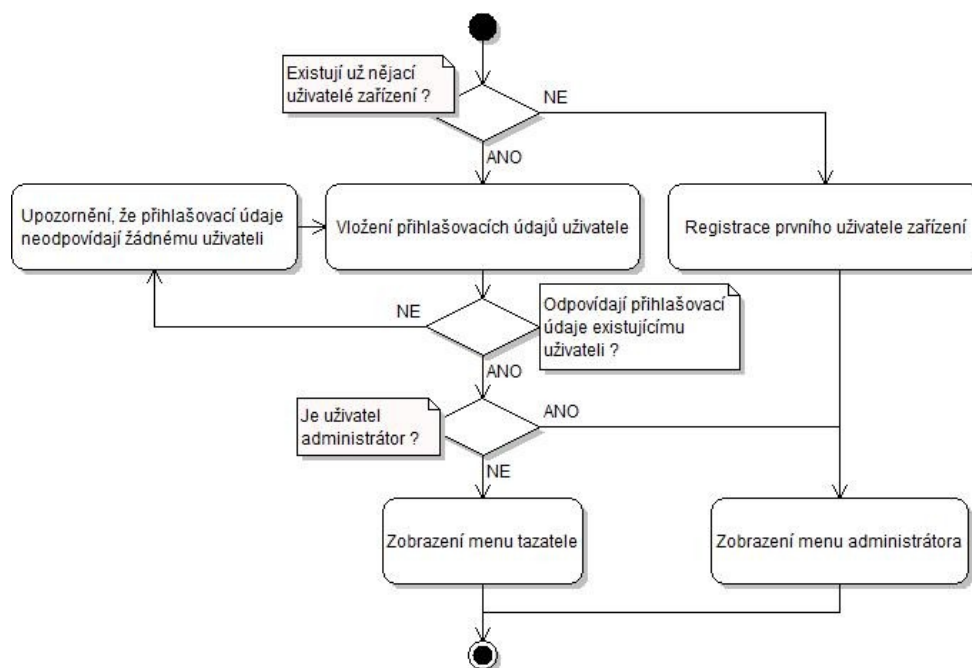 Existují už nějací
uživatelé zařízení ?
NE
ANO
Upozornění, že přihlašovací údaje
neodpovídají žádnému uživateli
Vložení přihlašovacích údajů uživatele
Registrace prvního uživatele zařízení
NE
Odpovídají přihlašovací
údaje existujícímu
uživateli ?
ANO
Je uživatel
administrátor ?
ANO
NE
Zobrazení menu tazatele
Zobrazení menu administrátora